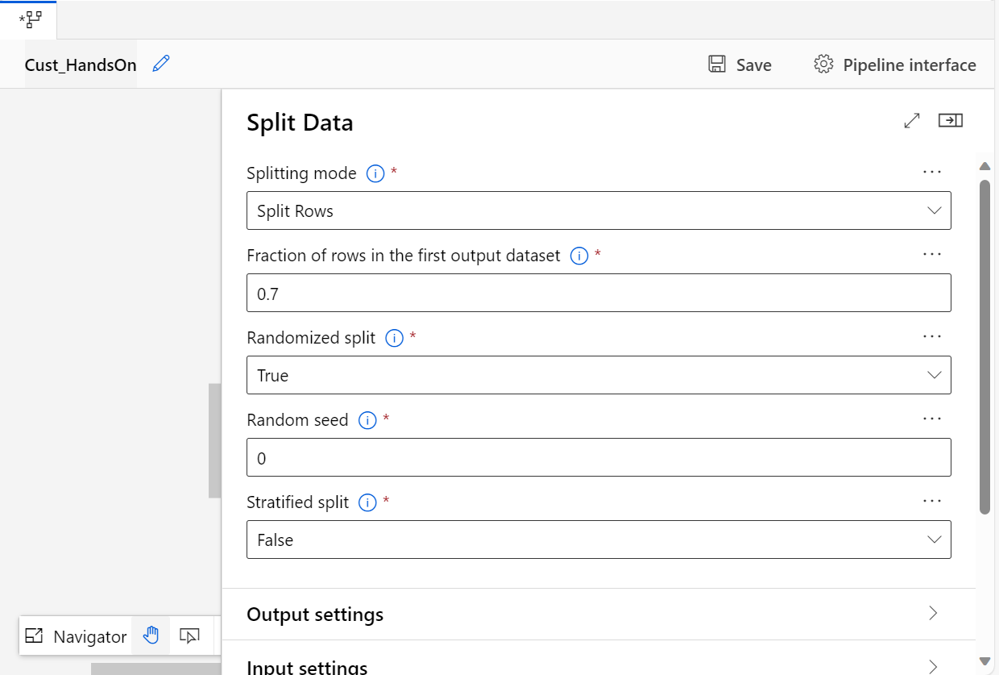 Cust_HandsOn
Save
Pipeline interface
Split Data
Splitting mode *
Split Rows
Fraction of rows in the first output dataset *
0.7
Randomized split *
True
Random seed *
0
Stratified split *
False
Output settings
Navigator
Input settings